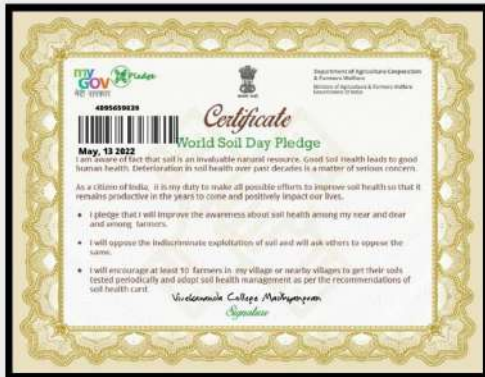 my
GOV Pledge
मेरी सरकार
Department of Agriculture Cooperation
& Farmers Welfare
Ministry of Agriculture & Farmers Welfare
Government of India
4895659839
May, 13 2022
Certificate
World Soil Day Pledge
I am aware of fact that soil is an invaluable natural resource. Good Soil Health leads to good
human health. Deterioration in soil health over past decades is a matter of serious concern.
As a citizen of India, it is my duty to make all possible efforts to improve soil health so that it
remains productive in the years to come and positively impact our lives.
• I pledge that I will improve the awareness about soil health among my near and dear
and among farmers.
• I will oppose the indiscriminate exploitation of soil and will ask others to oppose the
same.
• I will encourage at least 10 farmers in my village or nearby villages to get their soils
tested periodically and adopt soil health management as per the recommendations of
soil health card.
Vivekananda College Madhyamgram
Signature